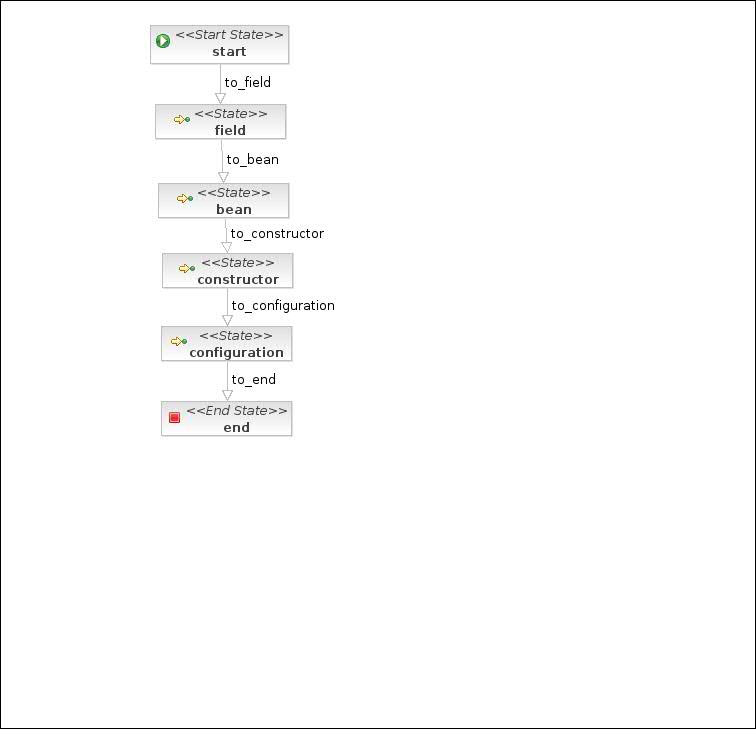 <<Start State>>
start
to_field
<<State>>
field
to_bean
<<State>>
bean
to_constructor
<<State>>
constructor
to_configuration
<<State>>
configuration
to_end
<<End State>>
end